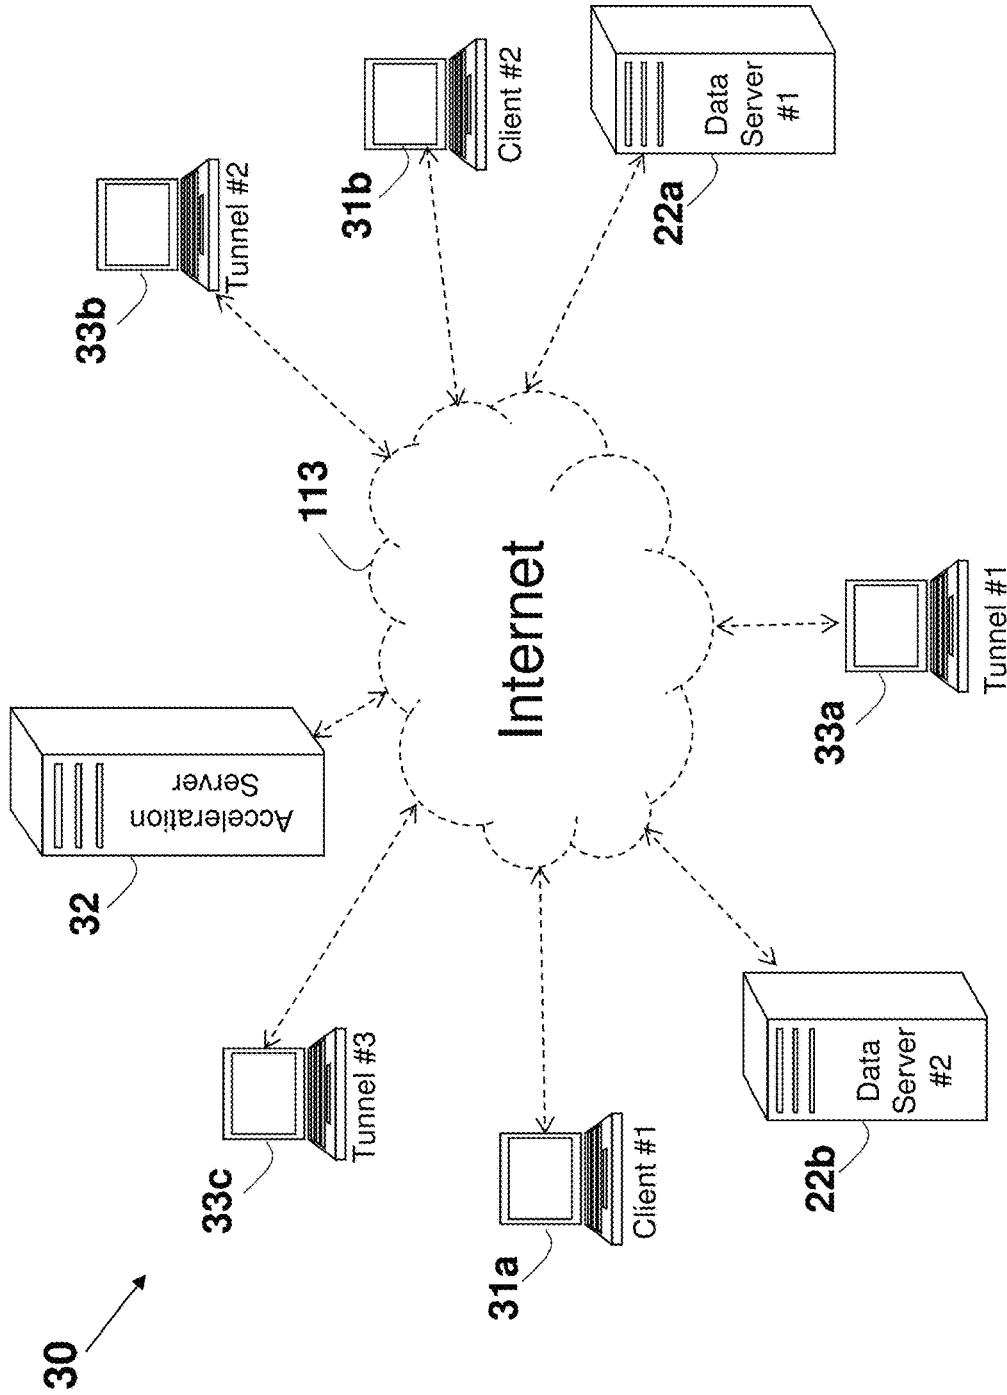 30
32
33b
Acceleration
Server
33c
Tunnel #2
113
31b
Tunnel #3
31a
Client #2
Internet
Client #1
22a
Data
Server
#1
22b
33a
Data
Server
#2
Tunnel #1